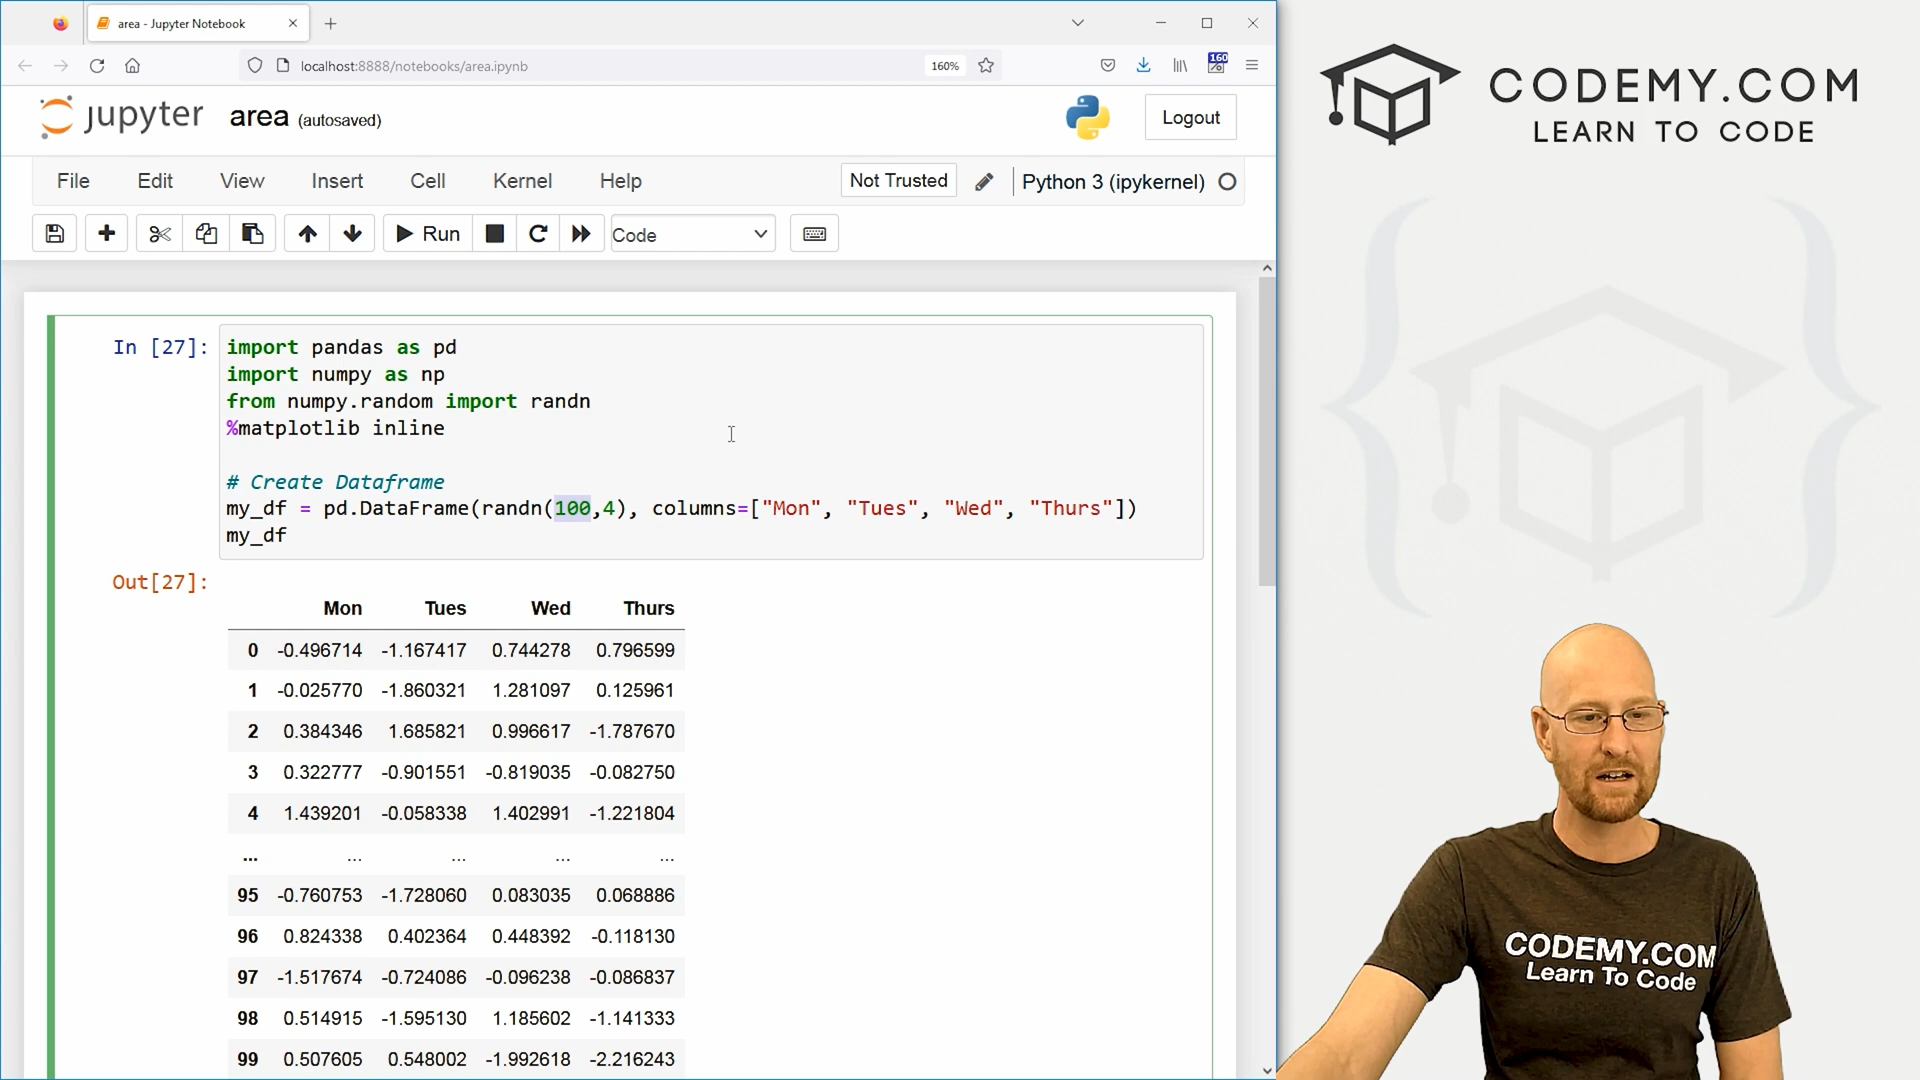 area - Jupyter Notebook
localhost:8888/notebooks/area.ipynb
160%
160
jupyter area (autosaved)
Logout
File Edit View Insert Cell Kernel Help
Not Trusted
Python 3 (ipykernel)
Run
Code
In [27]:
import pandas as pd
import numpy as np
from numpy.random import randn
%matplotlib inline
# Create Dataframe
my_df = pd.DataFrame(randn(100,4), columns=["Mon", "Tues", "Wed", "Thurs"])
my_df
Out[27]:
Mon Tues Wed Thurs
0 -0.496714 -1.167417 0.744278 0.796599
1 -0.025770 -1.860321 1.281097 0.125961
2 0.384346 1.685821 0.996617 -1.787670
3 0.322777 -0.901551 -0.819035 -0.082750
4 1.439201 -0.058338 1.402991 -1.221804
... ... ... ... ...
95 -0.760753 -1.728060 0.083035 0.068886
96 0.824338 0.402364 0.448392 -0.118130
97 -1.517674 -0.724086 -0.096238 -0.086837
98 0.514915 -1.595130 1.185602 -1.141333
99 0.507605 0.548002 -1.992618 -2.216243
CODEMY.COM
LEARN TO CODE
CODEMY.COM
Learn To Code